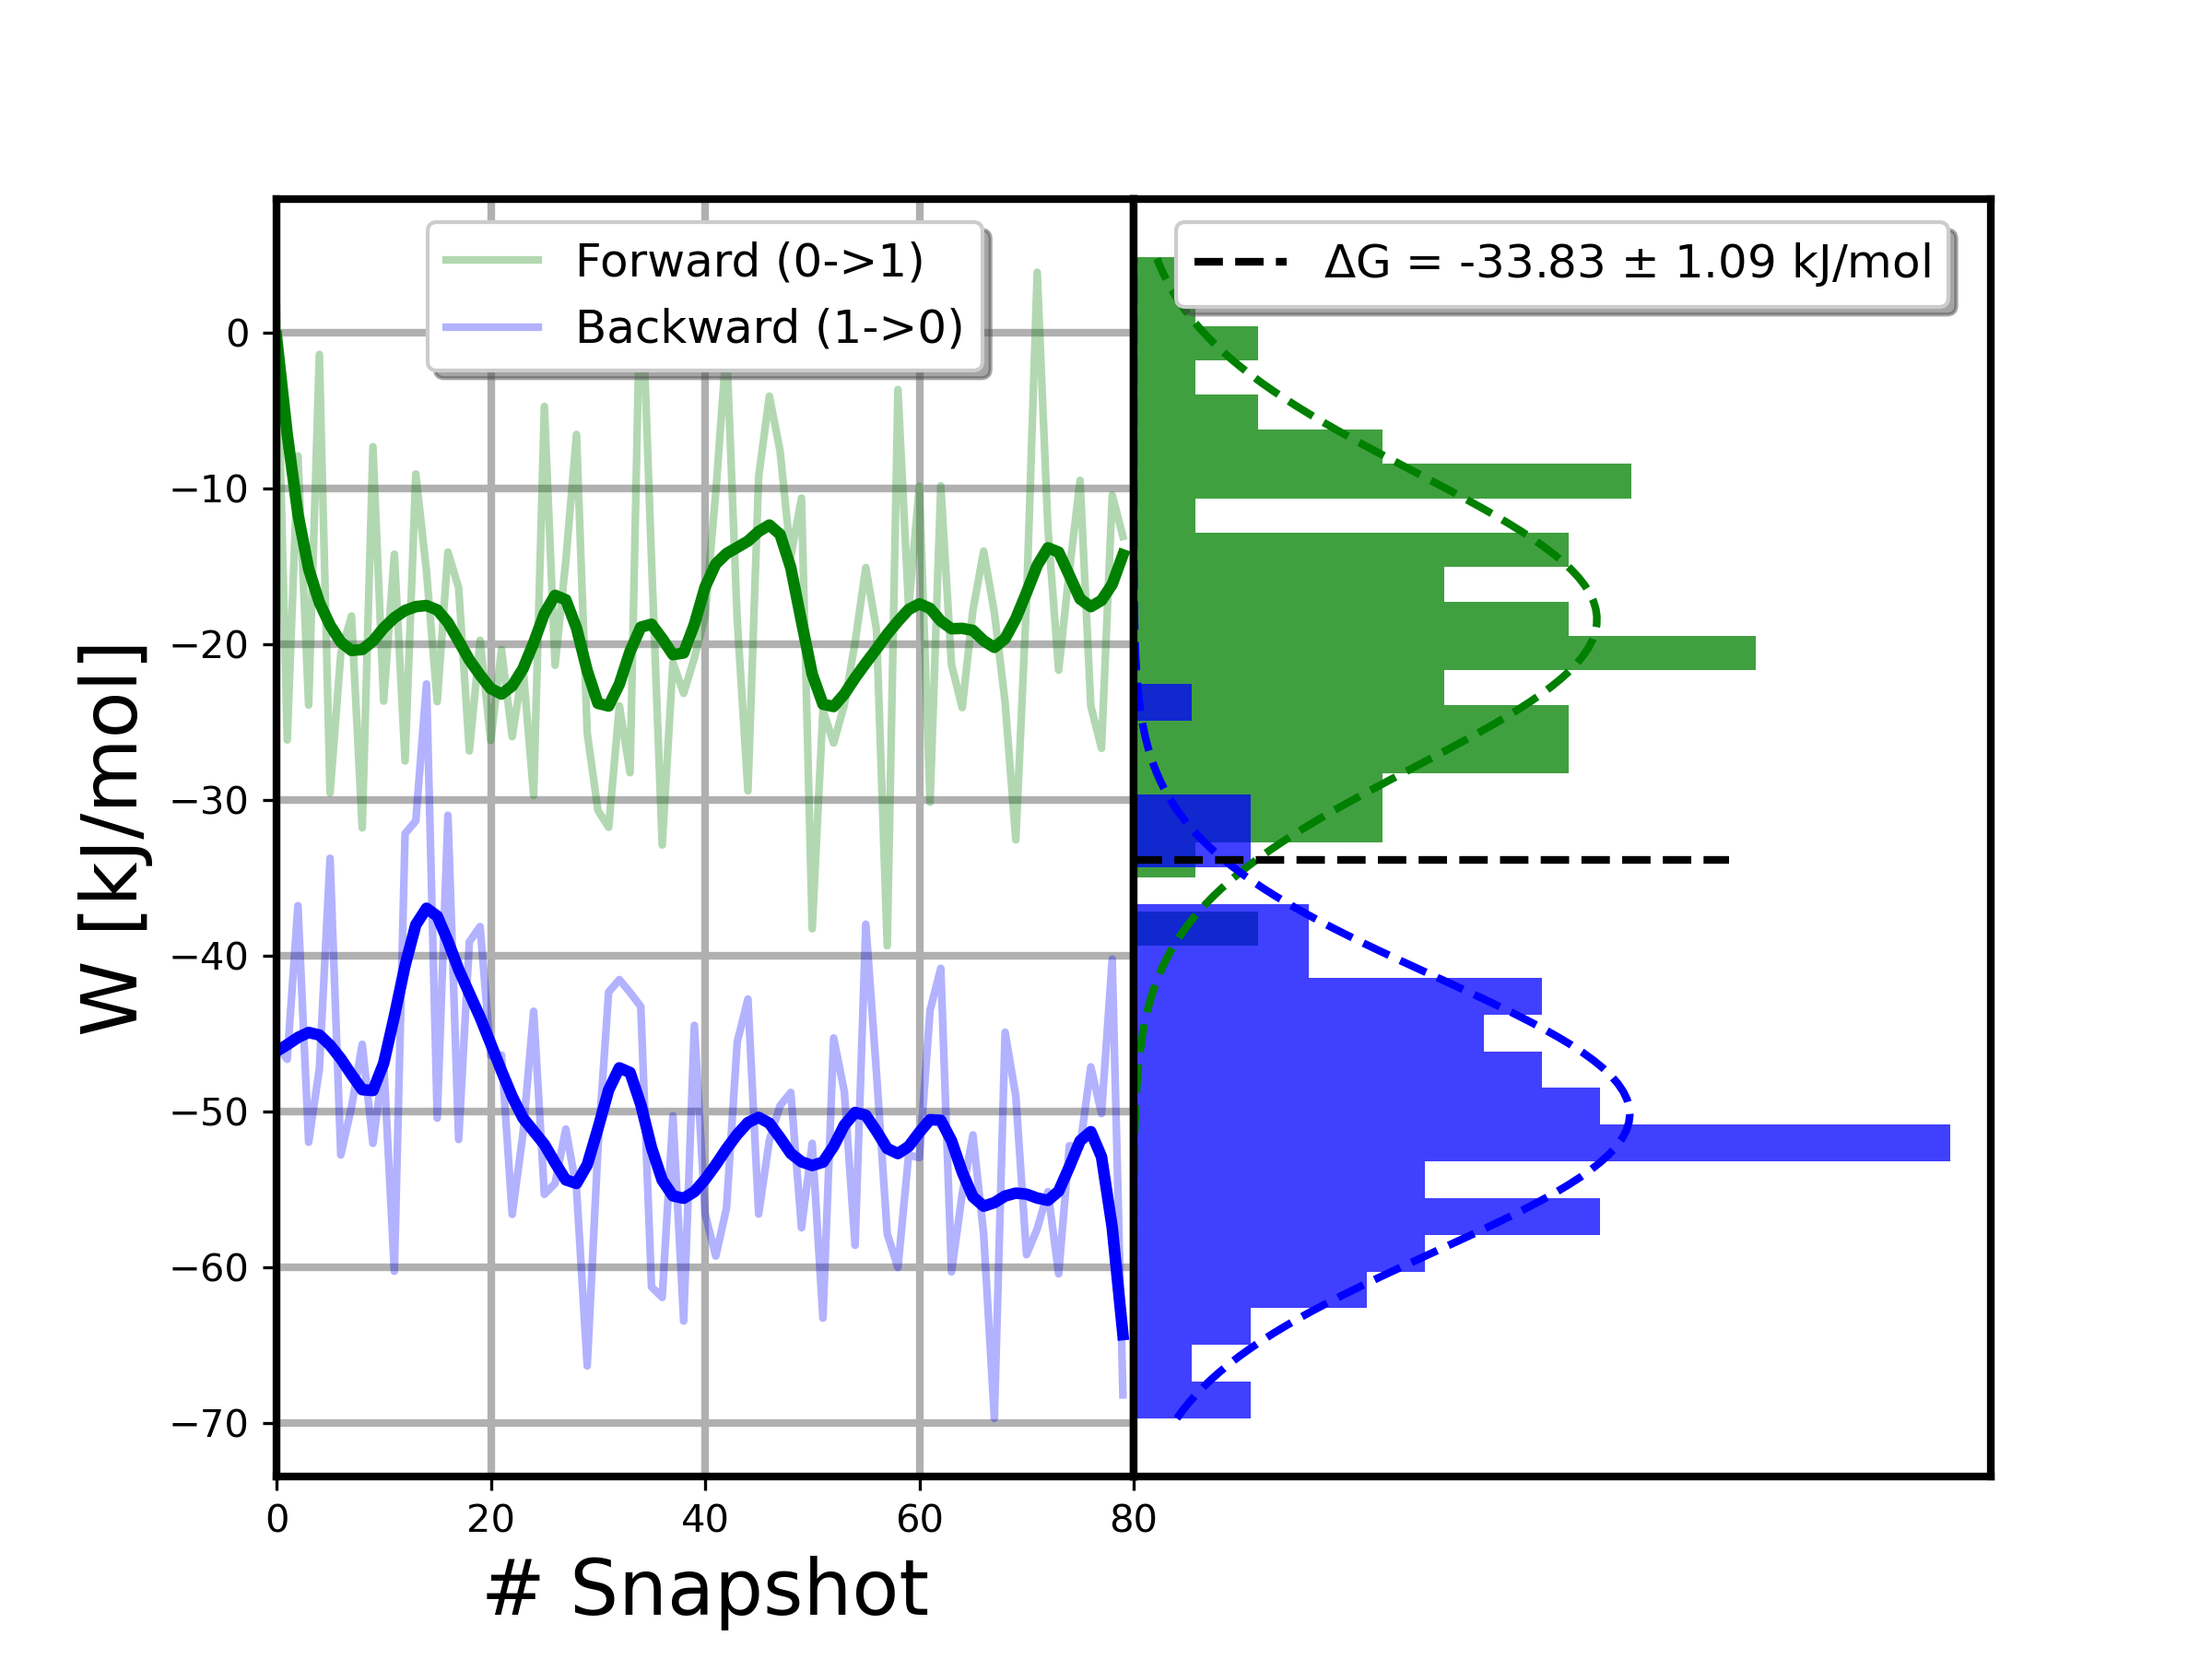 Forward (0->1)
Backward (1->0)
ΔG = -33.83 ± 1.09 kJ/mol
W [kJ/mol]
0
−10
−20
−30
−40
−50
−60
−70
0 20 40 60 80
# Snapshot